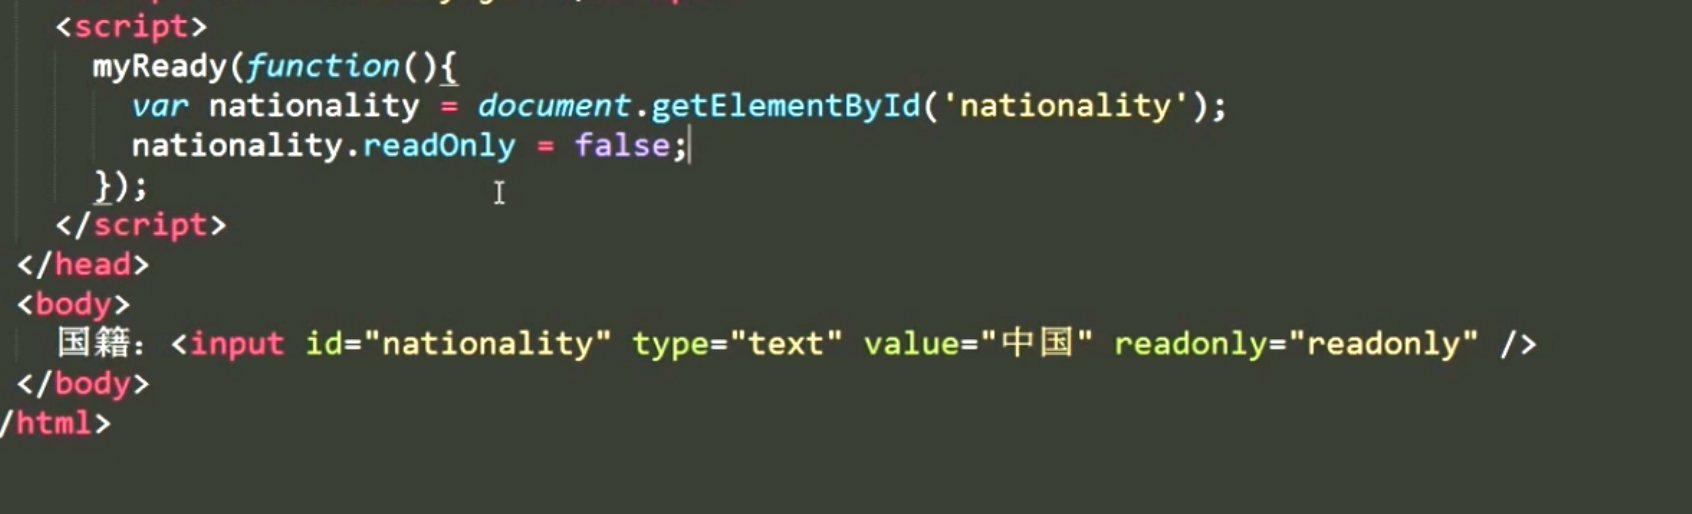 <script>
myReady(function(){
var nationality = document.getElementById('nationality');
nationality.readOnly = false;
});
</script>
</head>
<body>
国籍: <input id="nationality" type="text" value="中国" readonly="readonly" />
</body>
/html>